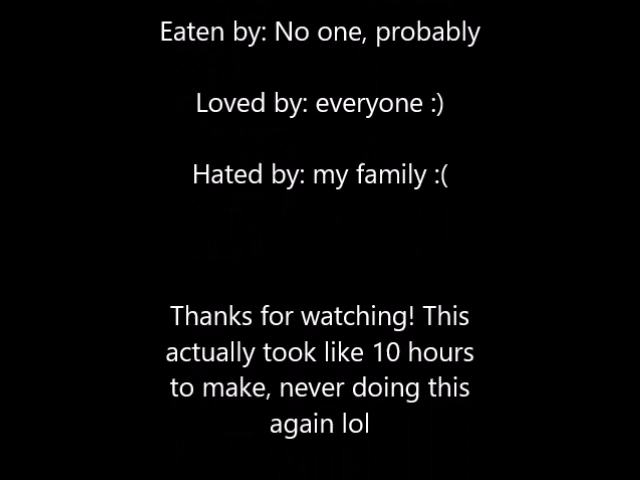 Eaten by: No one, probably
Loved by: everyone :)
Hated by: my family :(
Thanks for watching! This
actually took like 10 hours
to make, never doing this
again lol